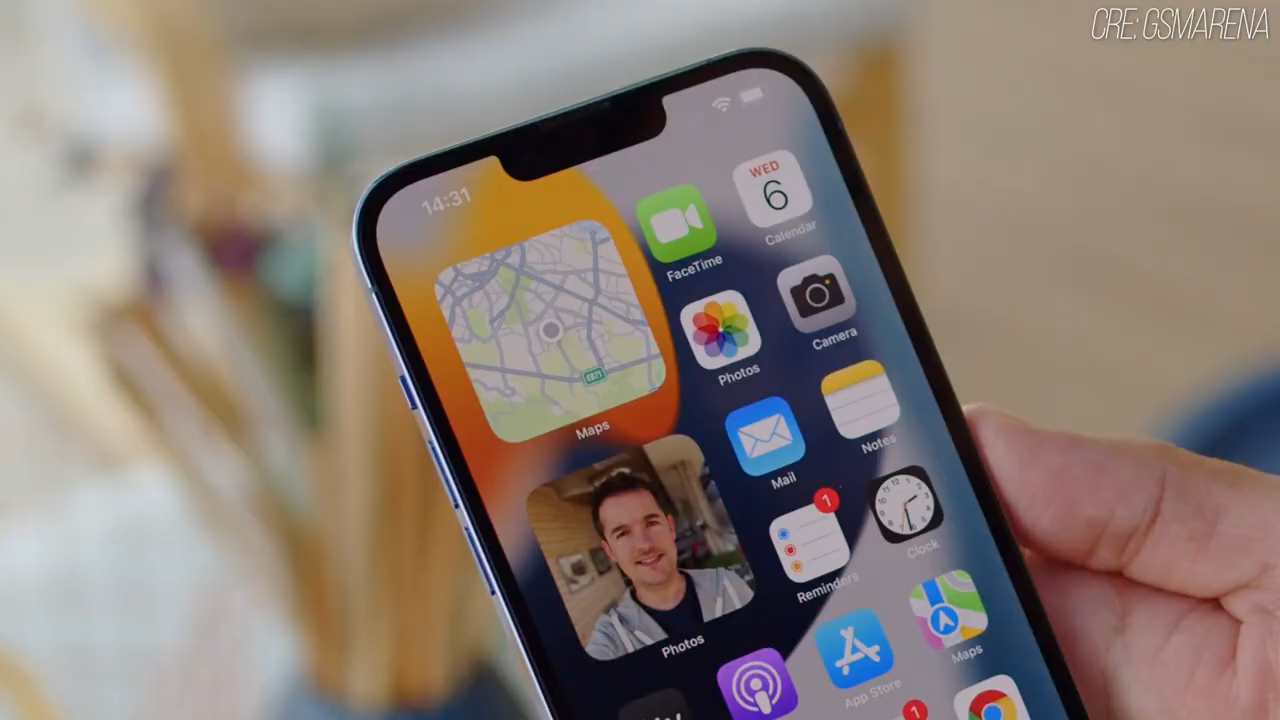 CRE: GSMARENA
14:31
WED
6
Calendar
FaceTime
Camera
Photos
Maps
Notes
Mail
1
Clock
Reminders
Photos
Maps
App Store
1